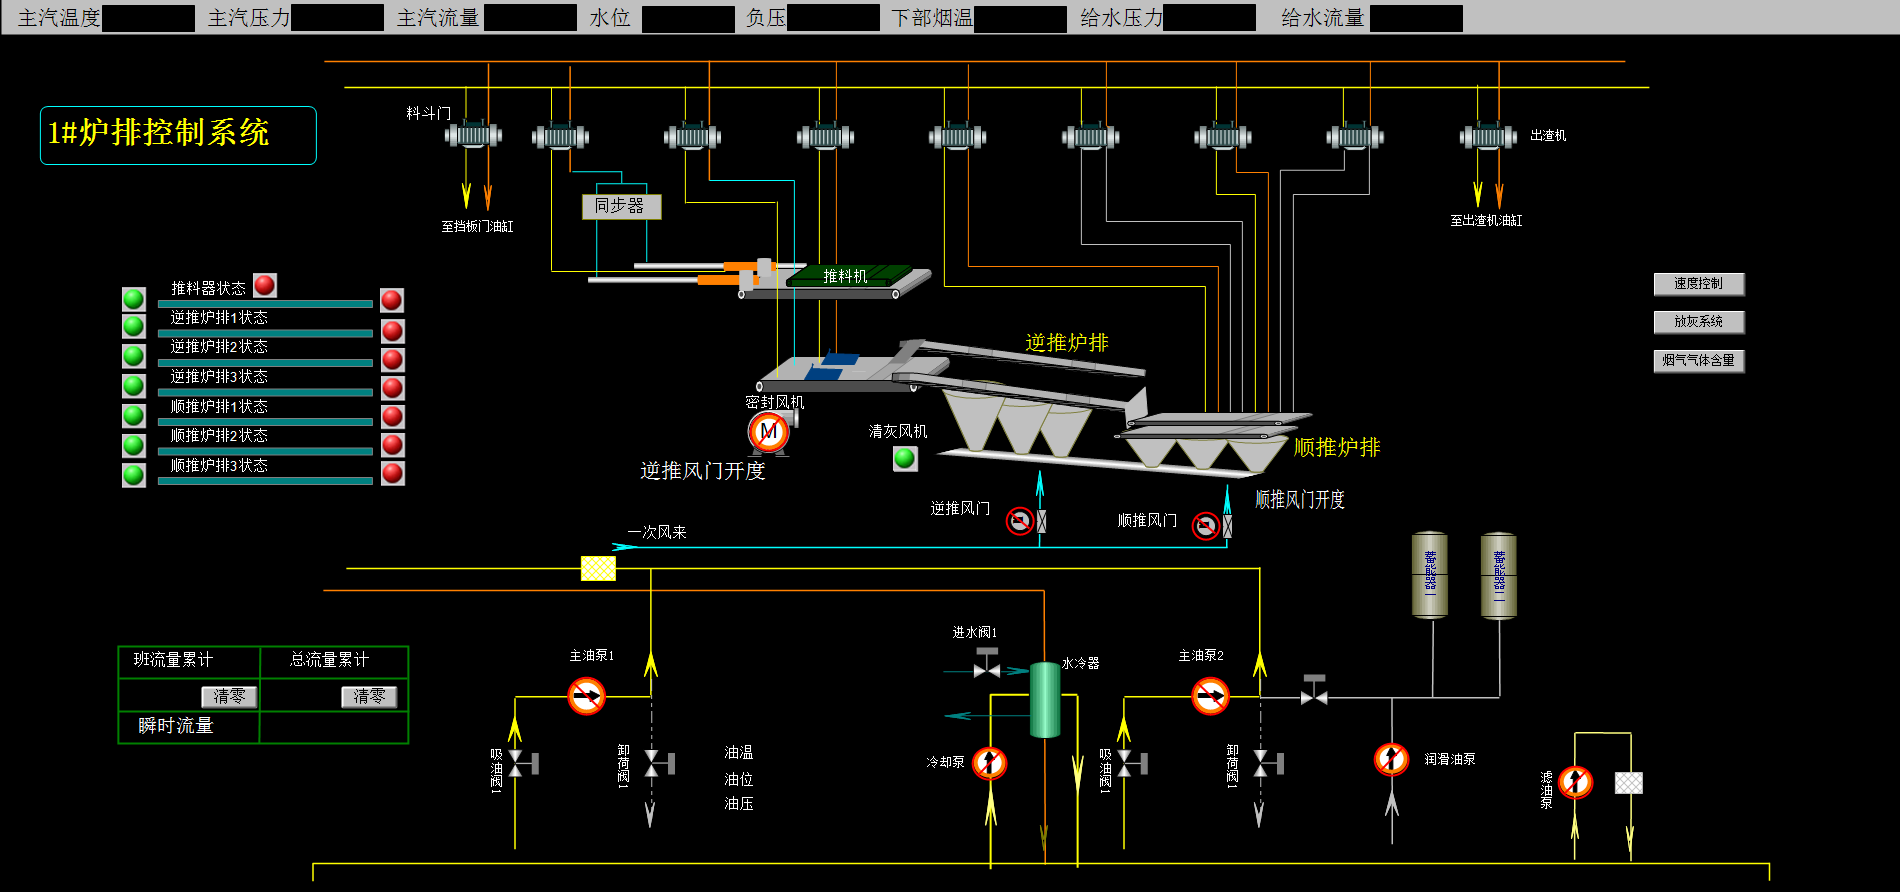 主汽温度 主汽压力 主汽流量 水位 负压 下部烟温 给水压力 给水流量
料斗门
1#炉排控制系统
出渣机
同步器
至挡板门油缸
至出渣机油缸
推料机
推料器状态
速度控制
逆推炉排1状态
放灰系统
逆推炉排2状态
逆推炉排
烟气气体含量
逆推炉排3状态
密封风机
顺推炉排1状态
M
清灰风机
顺推炉排2状态
顺推炉排
顺推炉排3状态
逆推风门开度
顺推风门开度
逆推风门
顺推风门
一次风来
蓄能器一
蓄能器二
进水阀1
班流量累计 总流量累计
主油泵1
水冷器
主油泵2
清零 清零
瞬时流量
吸油阀1
卸荷阀1
油温
油位
油压
冷却泵
吸油阀1
卸荷阀1
润滑油泵
滤油泵